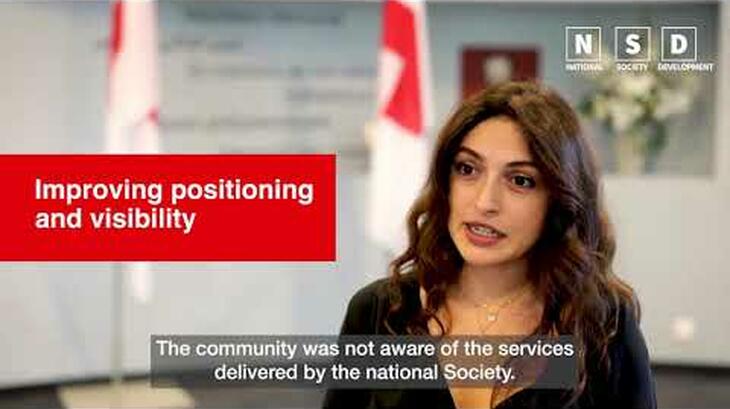 N S D
NATIONAL SOCIETY DEVELOPMENT
Improving positioning
and visibility
The community was not aware of the services
delivered by the national Society.